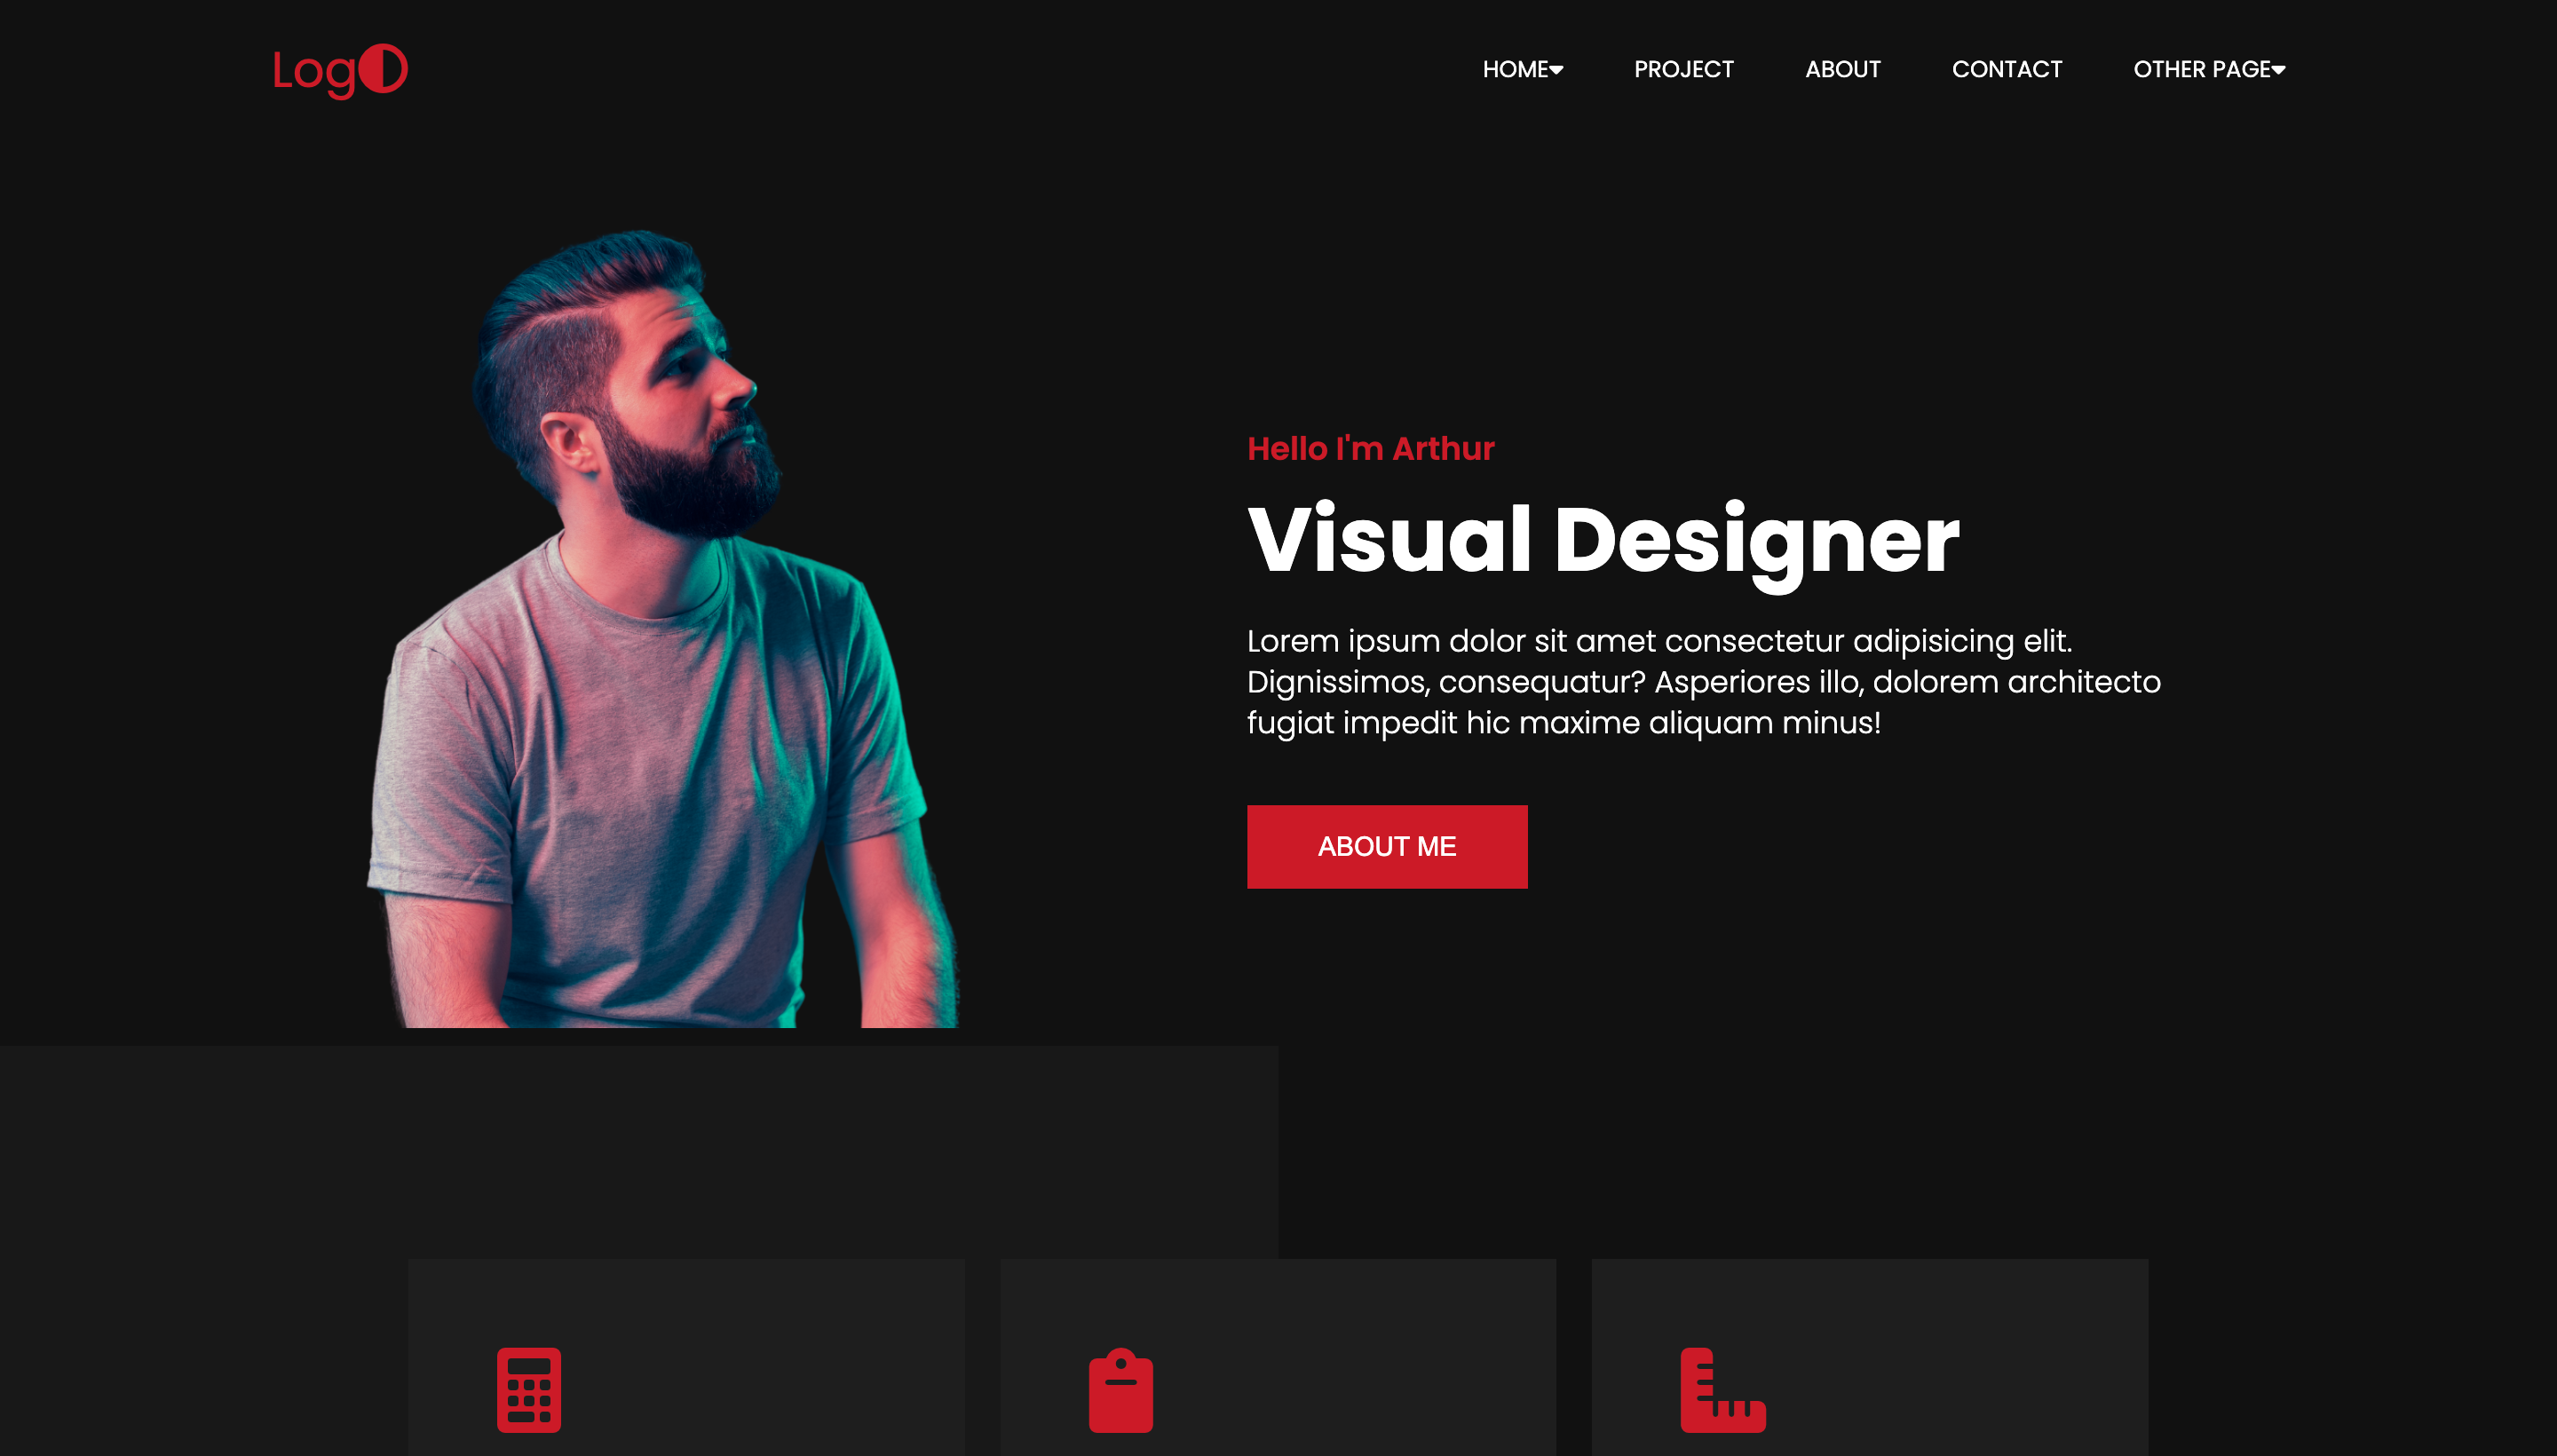 Log
HOME
PROJECT
ABOUT
CONTACT
OTHER PAGE
Hello I'm Arthur
Visual Designer
Lorem ipsum dolor sit amet consectetur adipisicing elit.
Dignissimos, consequatur? Asperiores illo, dolorem architecto
fugiat impedit hic maxime aliquam minus!
ABOUT ME